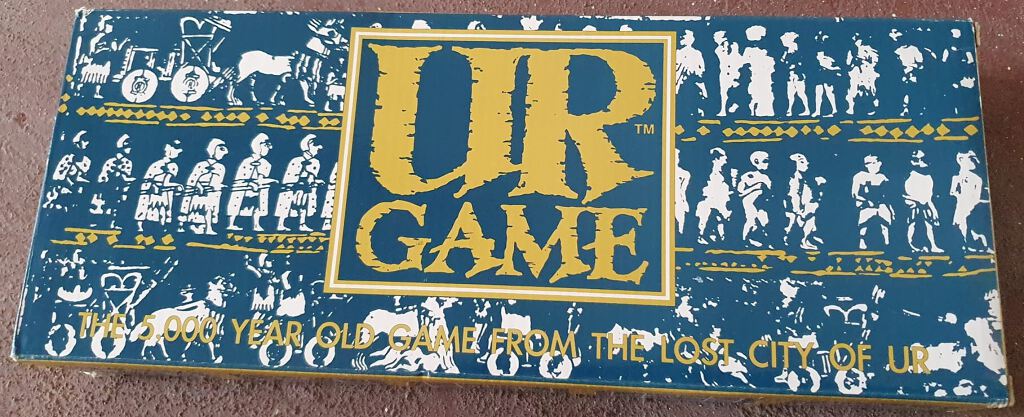 UR™
GAME
THE 5,000 YEAR OLD GAME FROM THE LOST CITY OF UR